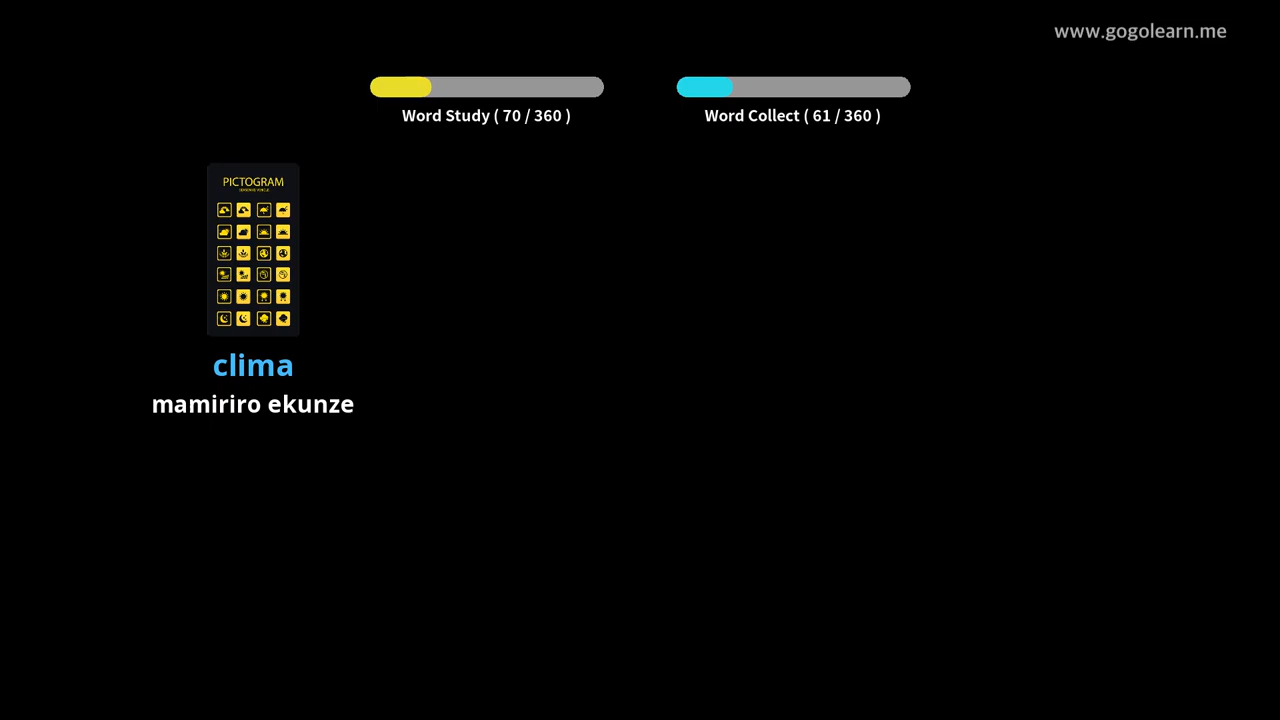 www.gogolearn.me
Word Study ( 70 / 360 )
Word Collect ( 61 / 360 )
PICTOGRAM
clima
mamiriro ekunze